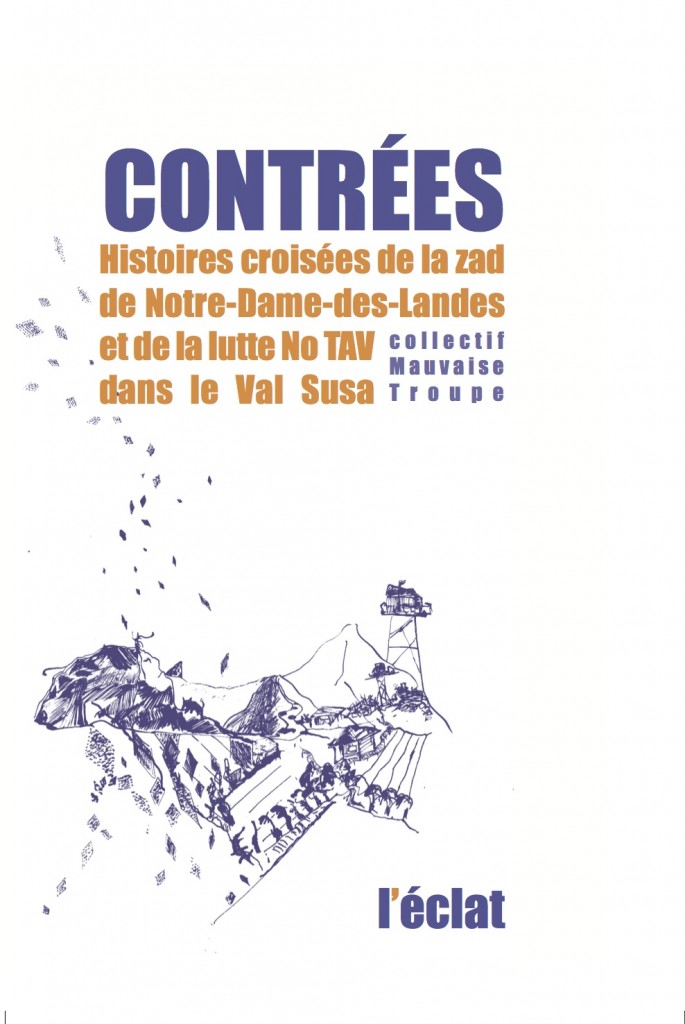 CONTRÉES
Histoires croisées de la zad
de Notre-Dame-des-Landes
et de la lutte No TAV
dans le Val Susa
collectif
Mauvaise
Troupe
l'éclat